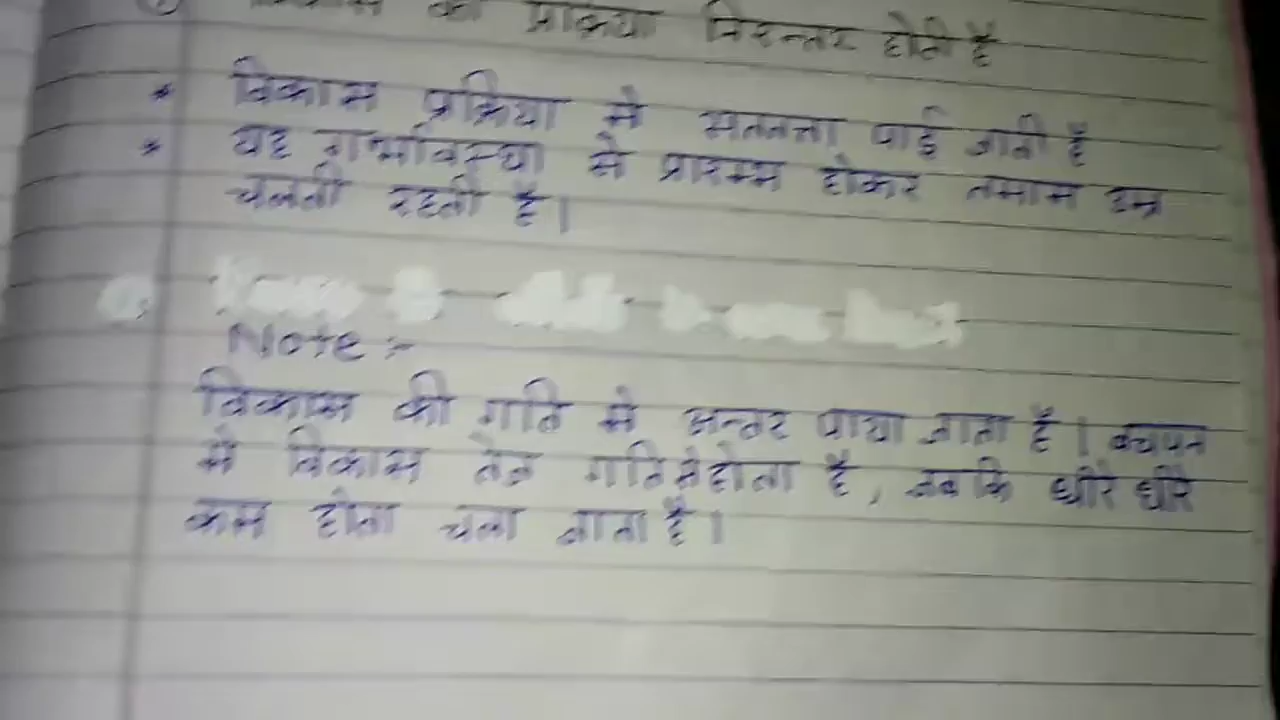 विकास की प्रक्रिया निरन्तर होती है
* विकास प्रक्रिया मे सततता पाई जाती है
* यह गर्भावस्था से प्रारम्भ होकर तमाम उम्र
चलती रहती है।
Note :-
विकास की गति मे अन्तर पाया जाता है। बचपन
मे विकास तेज गति से होता है, जबकि धीरे धीरे
कम होता चला जाता है।